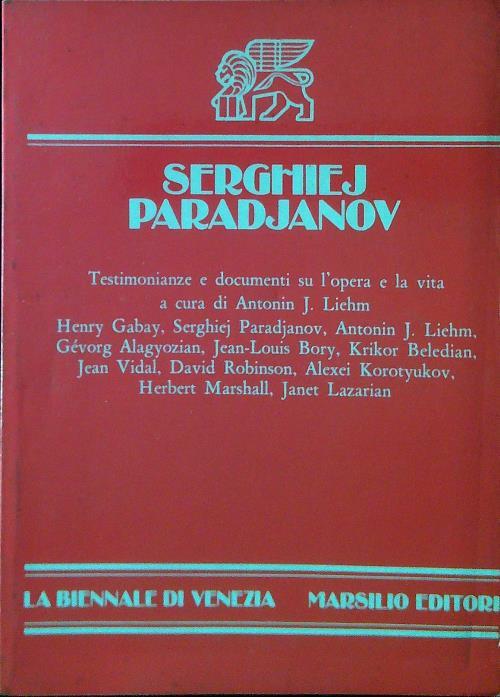 SERGHIEJ
PARADJANOV
Testimonianze e documenti su l'opera e la vita
a cura di Antonin J. Liehm
Henry Gabay, Serghiej Paradjanov, Antonin J. Liehm,
Gévorg Alagyozian, Jean-Louis Bory, Krikor Beledian,
Jean Vidal, David Robinson, Alexei Korotyukov,
Herbert Marshall, Janet Lazarian
LA BIENNALE DI VENEZIA MARSILIO EDITORI